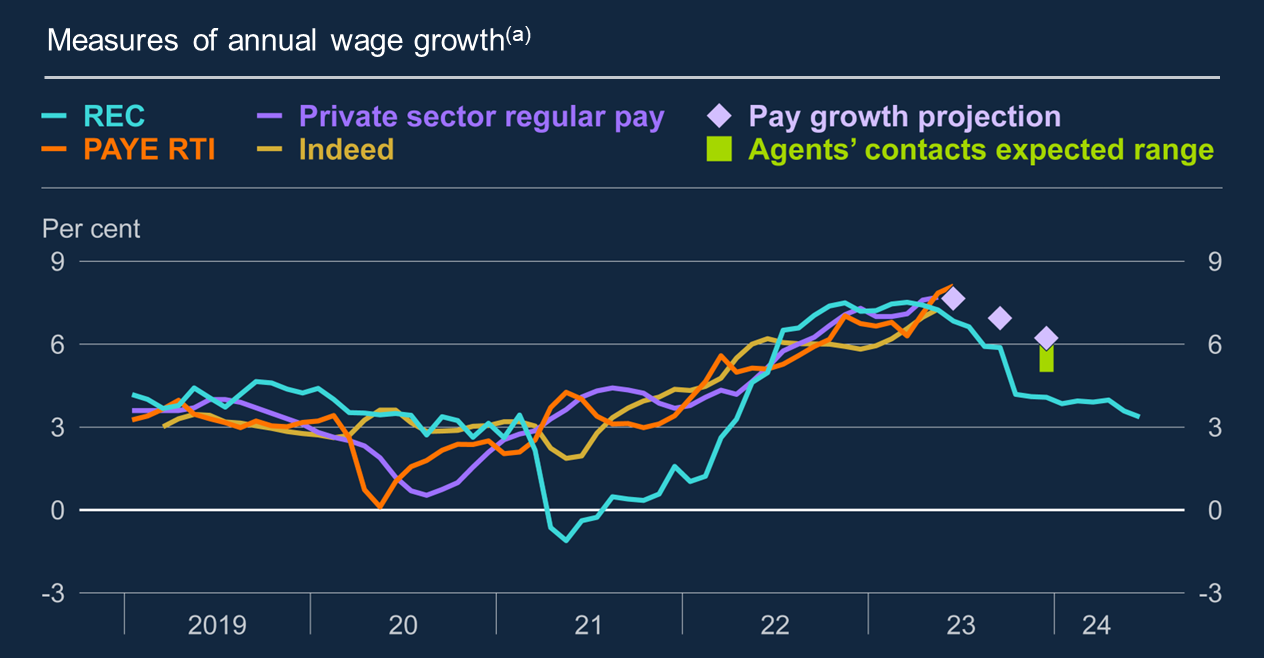 Measures of annual wage growth(a)
REC Private sector regular pay Pay growth projection
PAYE RTI Indeed Agents’ contacts expected range
Per cent
9 9
6 6
3 3
0 0
-3 -3
2019 20 21 22 23 24